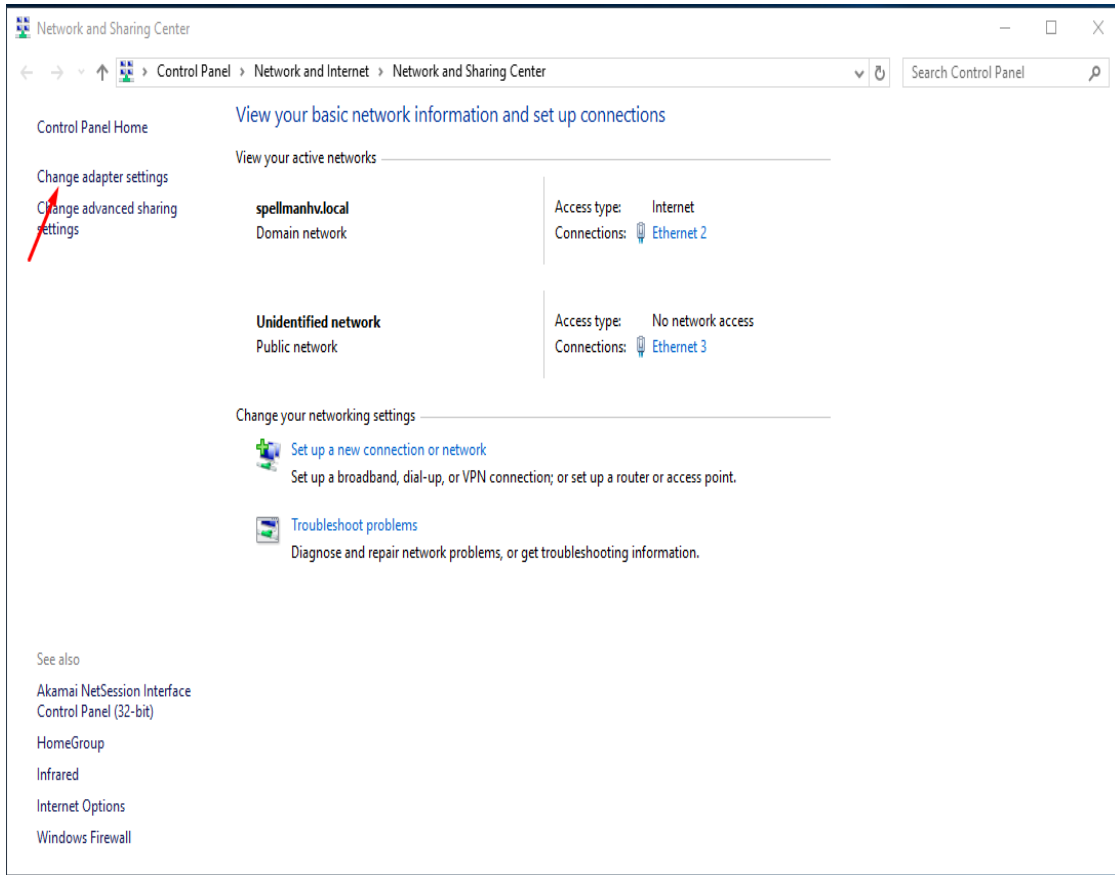 Network and Sharing Center
Control Panel > Network and Internet > Network and Sharing Center
Search Control Panel
Control Panel Home
Change adapter settings
Change advanced sharing
settings
View your basic network information and set up connections
View your active networks
spellmanhv.local
Domain network
Access type: Internet
Connections: Ethernet 2
Unidentified network
Public network
Access type: No network access
Connections: Ethernet 3
Change your networking settings
Set up a new connection or network
Set up a broadband, dial-up, or VPN connection; or set up a router or access point.
Troubleshoot problems
Diagnose and repair network problems, or get troubleshooting information.
See also
Akamai NetSession Interface
Control Panel (32-bit)
HomeGroup
Infrared
Internet Options
Windows Firewall